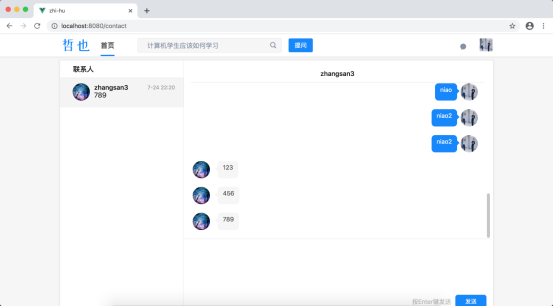 zhi-hu
localhost:8080/contact
哲也
首页
计算机学生应该如何学习
提问
联系人
zhangsan3
7-24 22:20
789
zhangsan3
niao
niao2
niao2
123
456
789
按Enter键发送
发送